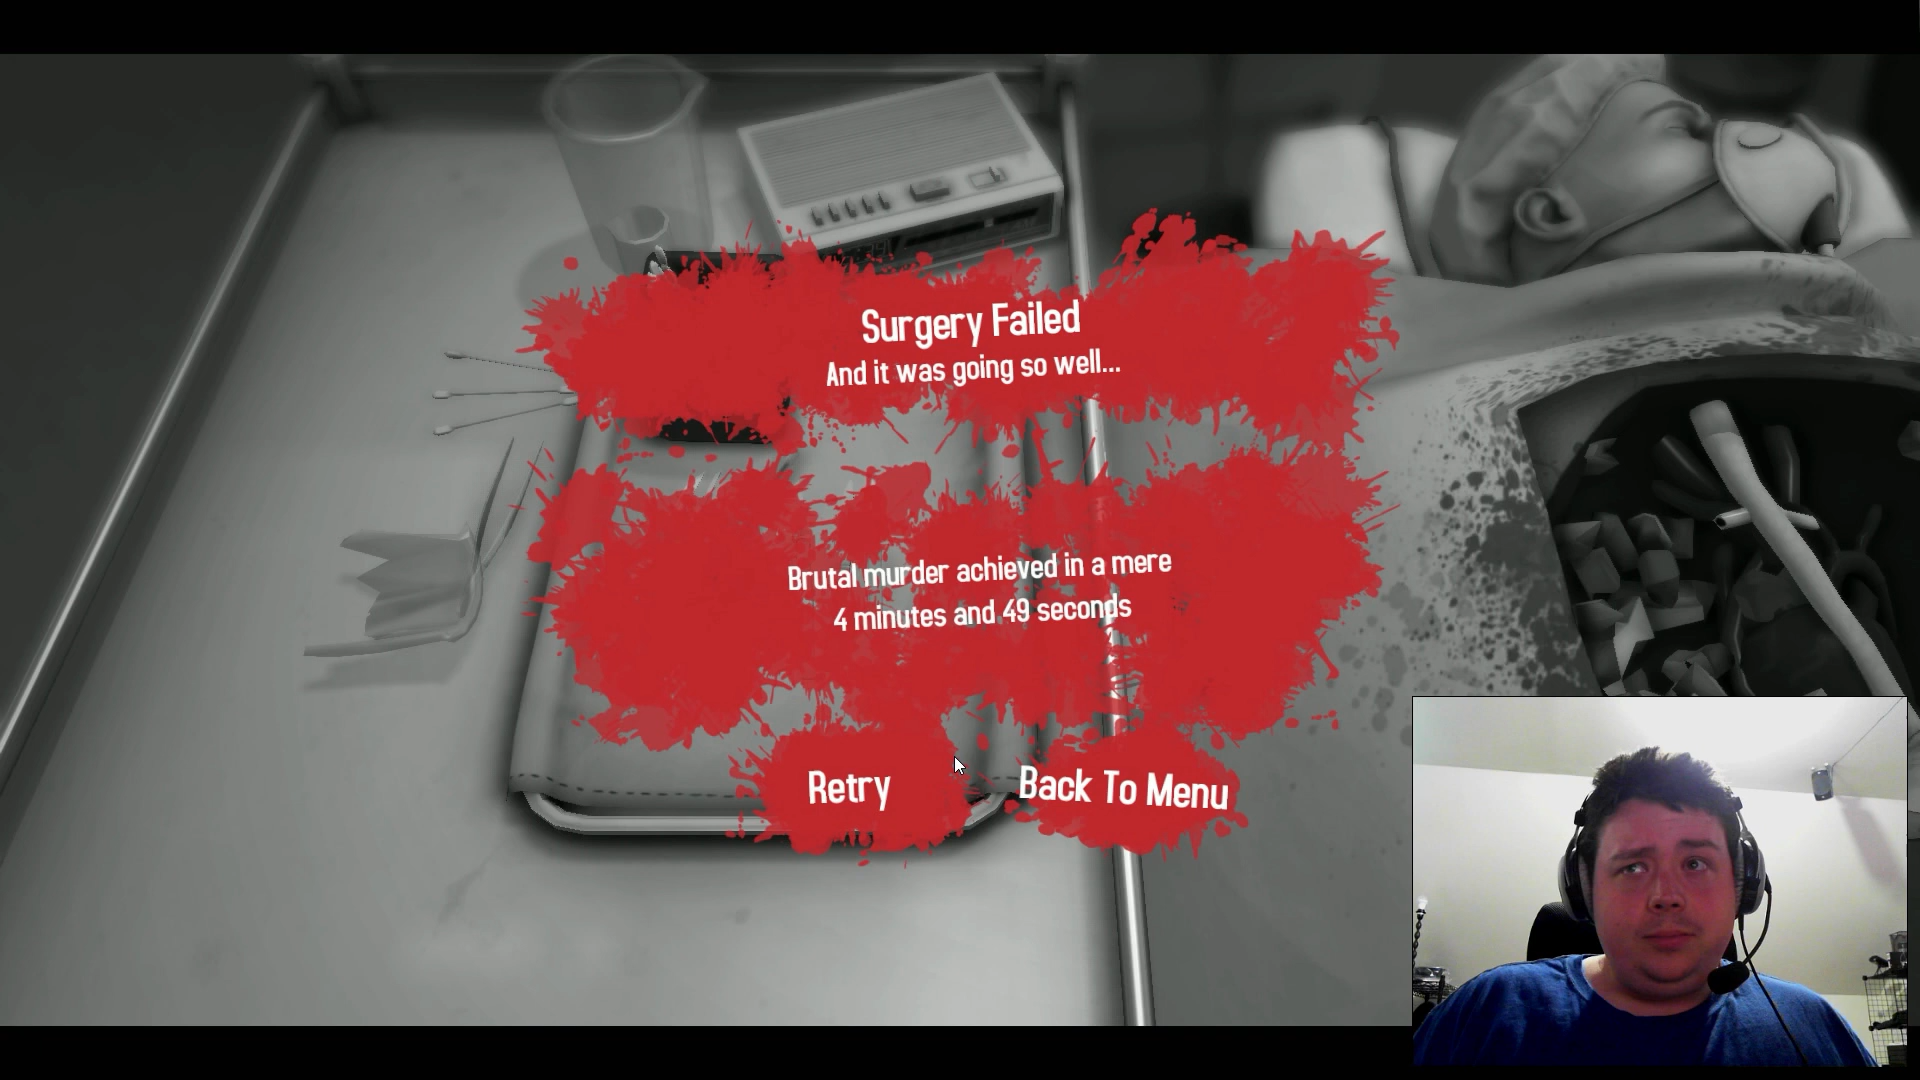 Surgery Failed
And it was going so well...
Brutal murder achieved in a mere
4 minutes and 49 seconds
Retry
Back To Menu